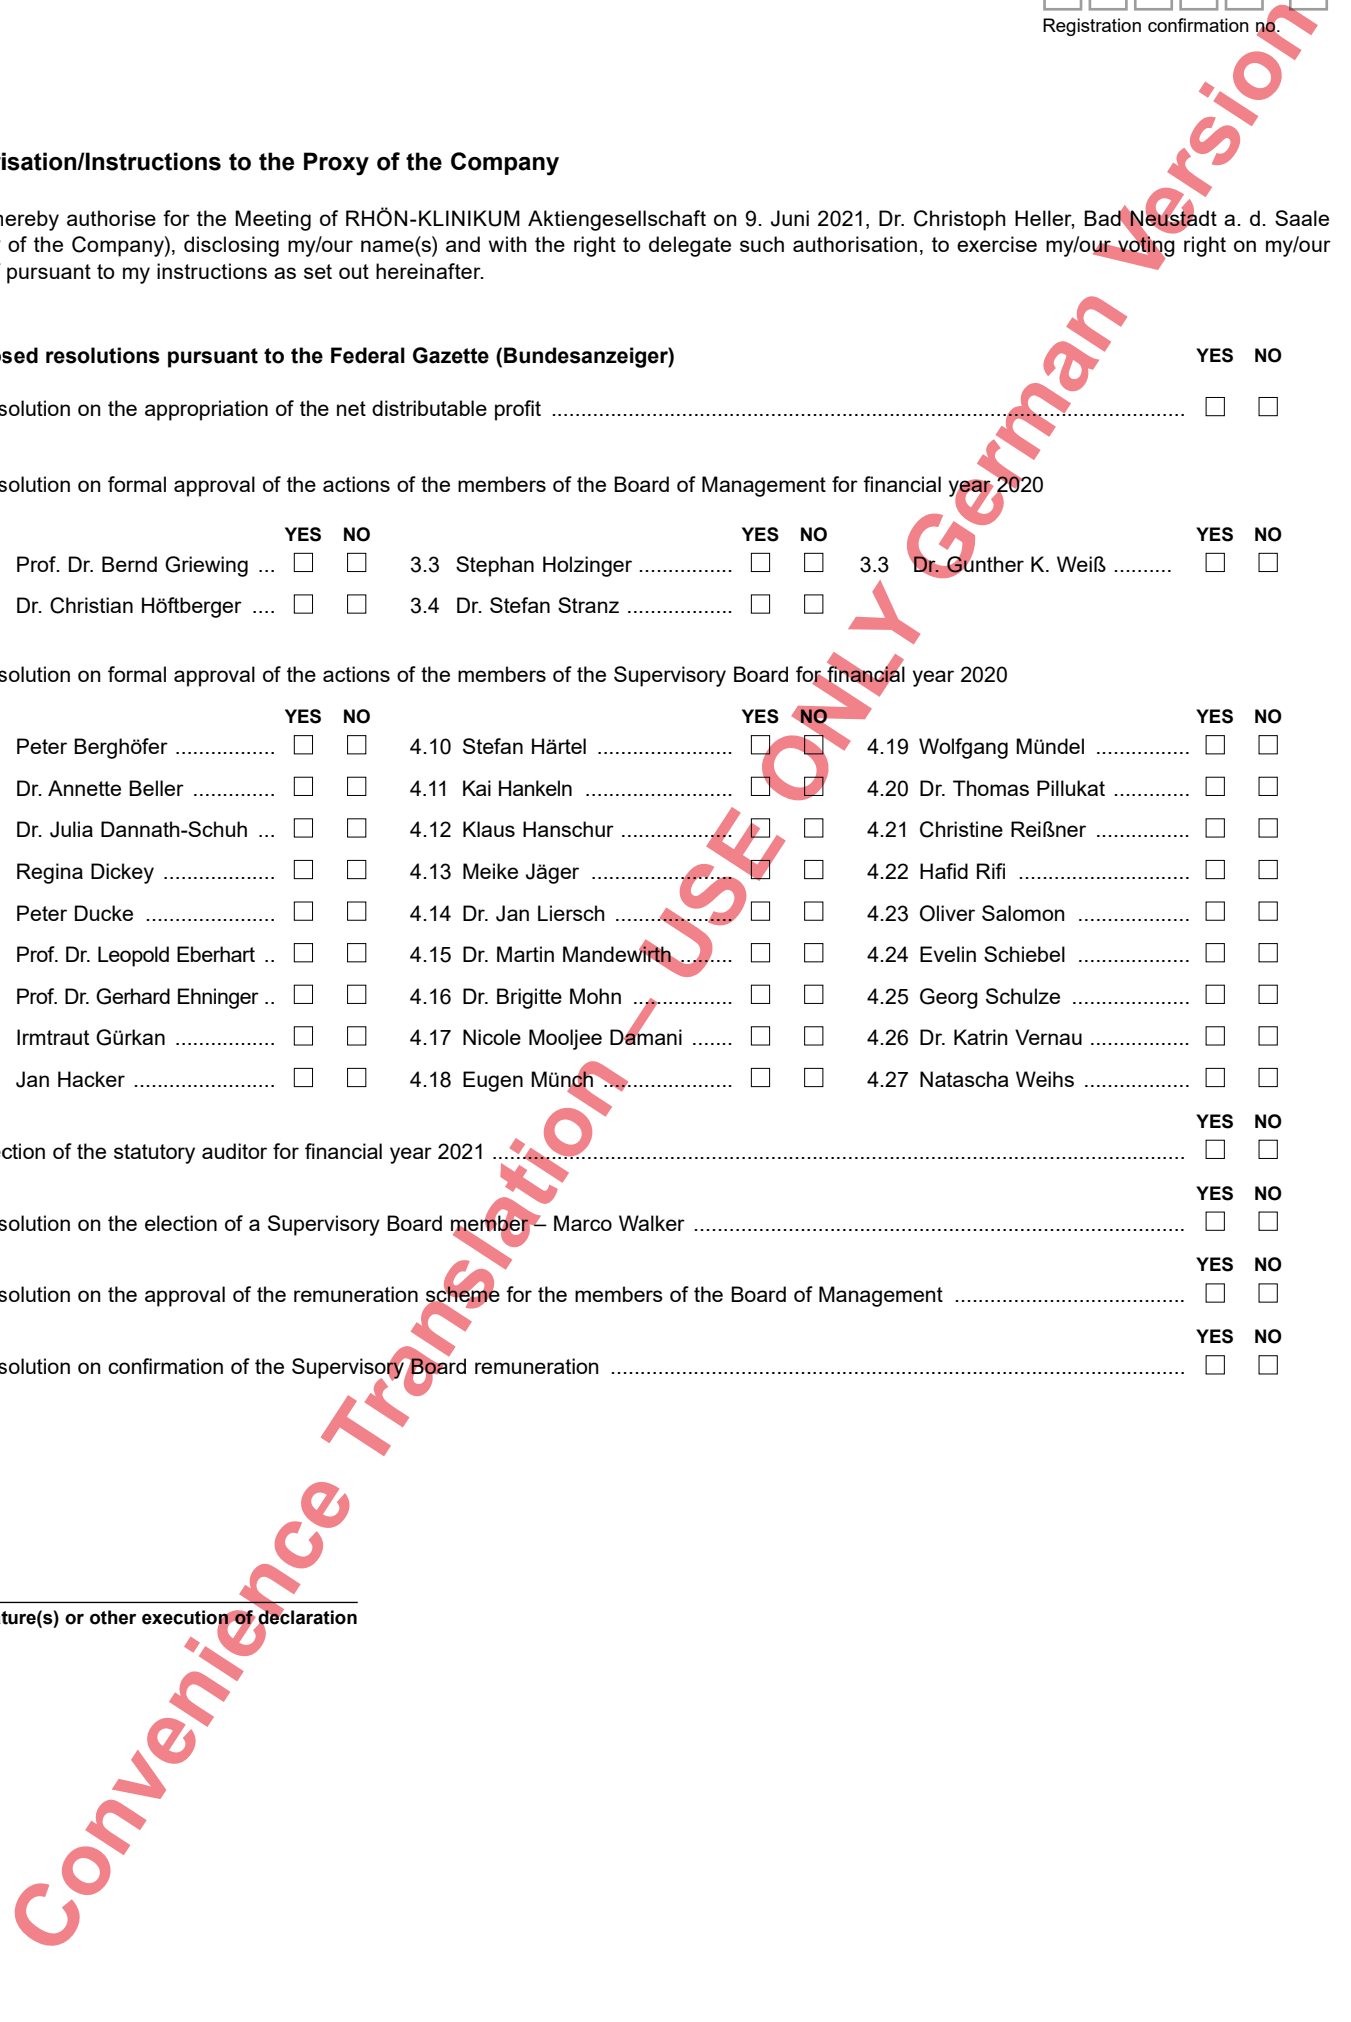 Registration confirmation no.
isation/Instructions to the Proxy of the Company
hereby authorise for the Meeting of RHÖN-KLINIKUM Aktiengesellschaft on 9. Juni 2021, Dr. Christoph Heller, Bad Neustadt a. d. Saale
of the Company), disclosing my/our name(s) and with the right to delegate such authorisation, to exercise my/our voting right on my/our
pursuant to my instructions as set out hereinafter.
sed resolutions pursuant to the Federal Gazette (Bundesanzeiger) YES NO
solution on the appropriation of the net distributable profit
solution on formal approval of the actions of the members of the Board of Management for financial year 2020
YES NO YES NO YES NO
Prof. Dr. Bernd Griewing ... 3.3 Stephan Holzinger ................ 3.3 Dr. Gunther K. Weiß ..........
Dr. Christian Höftberger .... 3.4 Dr. Stefan Stranz ..................
solution on formal approval of the actions of the members of the Supervisory Board for financial year 2020
YES NO YES NO YES NO
Peter Berghöfer ................. 4.10 Stefan Härtel ....................... 4.19 Wolfgang Mündel ................
Dr. Annette Beller .............. 4.11 Kai Hankeln ......................... 4.20 Dr. Thomas Pillukat .............
Dr. Julia Dannath-Schuh ... 4.12 Klaus Hanschur ................... 4.21 Christine Reißner ................
Regina Dickey ................... 4.13 Meike Jäger ........................ 4.22 Hafid Rifi .............................
Peter Ducke ...................... 4.14 Dr. Jan Liersch .................... 4.23 Oliver Salomon ...................
Prof. Dr. Leopold Eberhart .. 4.15 Dr. Martin Mandewirth ......... 4.24 Evelin Schiebel ...................
Prof. Dr. Gerhard Ehninger .. 4.16 Dr. Brigitte Mohn ................. 4.25 Georg Schulze ....................
Irmtraut Gürkan ................. 4.17 Nicole Mooljee Damani ....... 4.26 Dr. Katrin Vernau .................
Jan Hacker ........................ 4.18 Eugen Münch ...................... 4.27 Natascha Weihs ..................
YES NO
ction of the statutory auditor for financial year 2021
YES NO
solution on the election of a Supervisory Board member – Marco Walker
YES NO
solution on the approval of the remuneration scheme for the members of the Board of Management
YES NO
solution on confirmation of the Supervisory Board remuneration
ture(s) or other execution of declaration
Convenience Translation – USE ONLY German Version